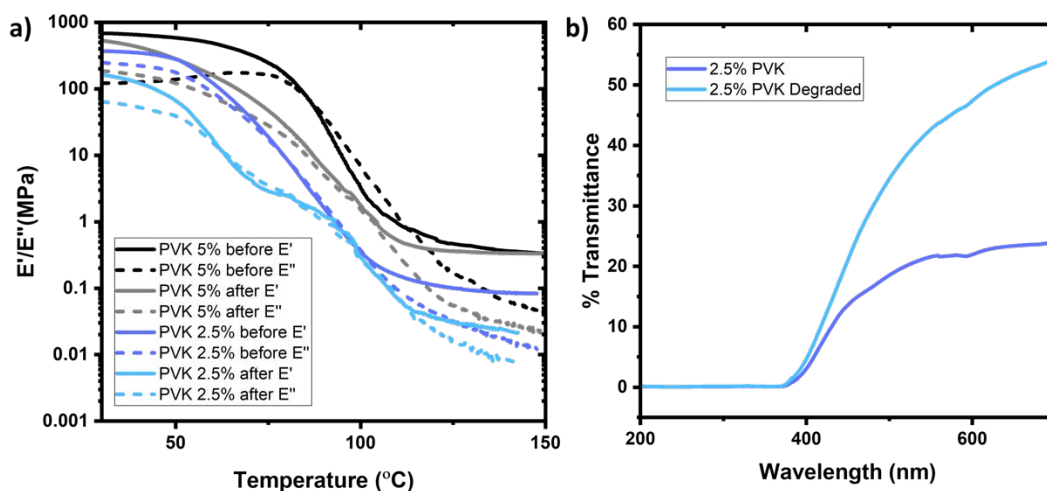 a)
E'/E"(MPa)
1000
100
10
1
0.1
0.01
0.001
PVK 5% before E'
PVK 5% before E"
PVK 5% after E'
PVK 5% after E"
PVK 2.5% before E'
PVK 2.5% before E"
PVK 2.5% after E'
PVK 2.5% after E"
50
100
150
Temperature (°C)
b)
% Transmittance
60
50
40
30
20
10
0
2.5% PVK
2.5% PVK Degraded
200
400
600
Wavelength (nm)